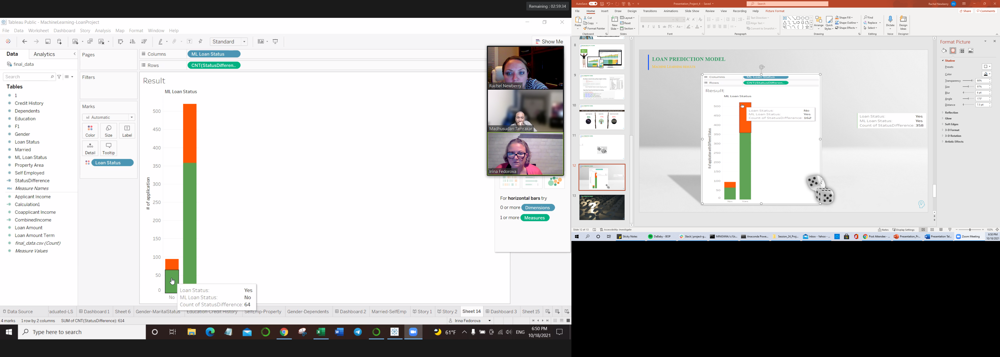 Remaining : 02:59:34
Tableau Public - MachineLearning-LoanProject
File Data Worksheet Dashboard Story Analysis Map Format Window Help
Standard
Show Me
Data Analytics
final_data
Search
Tables
1
Credit History
Dependents
Education
F1
Gender
Loan Status
Married
ML Loan Status
Property Area
Self Employed
StatusDifference
Abc Measure Names
Applicant Income
Calculation1
Coapplicant Income
CombinedIncome
Loan Amount
Loan Amount Term
final_data.csv (Count)
Measure Values
Pages
Filters
Marks
Automatic
Color Size Label
Detail Tooltip
Loan Status
Columns ML Loan Status
Rows CNT(StatusDifferen..
Result
ML Loan Status
500
450
400
350
300
250
200
150
100
50
0
# of application
No
Loan Status: Yes
ML Loan Status: No
Count of StatusDifference: 64
Rachel Newberry
Madhusudan Tamrakar
Irina Fedorova
For horizontal bars try
0 or more Dimensions
1 or more Measures
Data Source raduated-LS Dashboard 1 Sheet 6 Gender-MaritalStatus Education-Credit History SelfEmp-Property Gender-Dependents Dashboard 2 Married-SelfEmp Story 1 Story 2 Sheet 14 Dashboard 3 Sheet 15
4 marks 1 row by 2 columns SUM of CNT(StatusDifference): 614
Irina Fedorova
Type here to search
61°F
ENG
6:50 PM
10/18/2021
AutoSave On
Presentation_Project_4 - Saved
Search
Rachel Newberry RN
File Home Insert Draw Design Transitions Animations Slide Show Review View Recording Help Picture Format
Share Comments
Paste
Cut
Copy
Format Painter
Clipboard
New Slide
Layout
Reset
Section
Slides
12
B I U S ab AV Aa A
Font
Text Direction
Align Text
Convert to SmartArt
Paragraph
Arrange
Quick Styles
Shape Fill
Shape Outline
Shape Effects
Drawing
Find
Replace
Select
Editing
Dictate
Voice
Design Ideas
Designer
8
9
10
11
12
13
LOAN PREDICTION MODEL
MACHINE LEARNING RESULTS
Columns ML Loan Status
Rows CNT(StatusDifferen..
Result
ML Loan Status
500
450
400
350
300
250
200
150
100
50
0
# of application with Different Status
No Yes
Loan Status: No
ML Loan Status: Yes
Count of StatusDifference: 162
Loan Status: Yes
ML Loan Status: Yes
Count of StatusDifference: 358
Format Picture
Shadow
Presets
Color
Transparency 80%
Size 97%
Blur 6 pt
Angle 175°
Distance 7.5 pt
Reflection
Glow
Soft Edges
3-D Format
3-D Rotation
Artistic Effects
Slide 12 of 13
Accessibility: Investigate
Notes Display Settings
102%
Sticky Notes
DaBaby - BOP
Slack | project-g...
MINGW64:/c/Us...
Anaconda Powe...
Session_24_Proj...
Inbox - Yahoo - ...
Post Attendee - ...
Presentation_Pr...
Presentation Tal...
Zoom Meeting
6:50 PM
10/18/2021